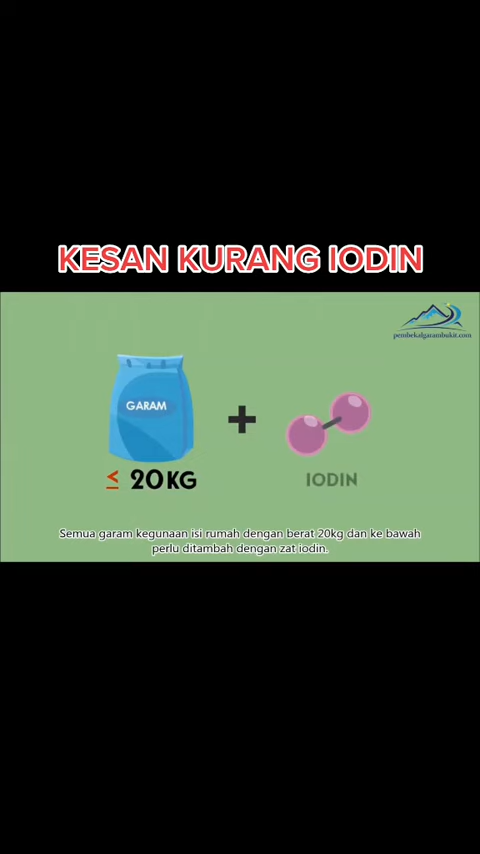 KESAN KURANG IODIN
pembekalgarambukit.com
GARAM
+
≤ 20KG
IODIN
Semua garam kegunaan isi rumah dengan berat 20kg dan ke bawah
perlu ditambah dengan zat iodin.